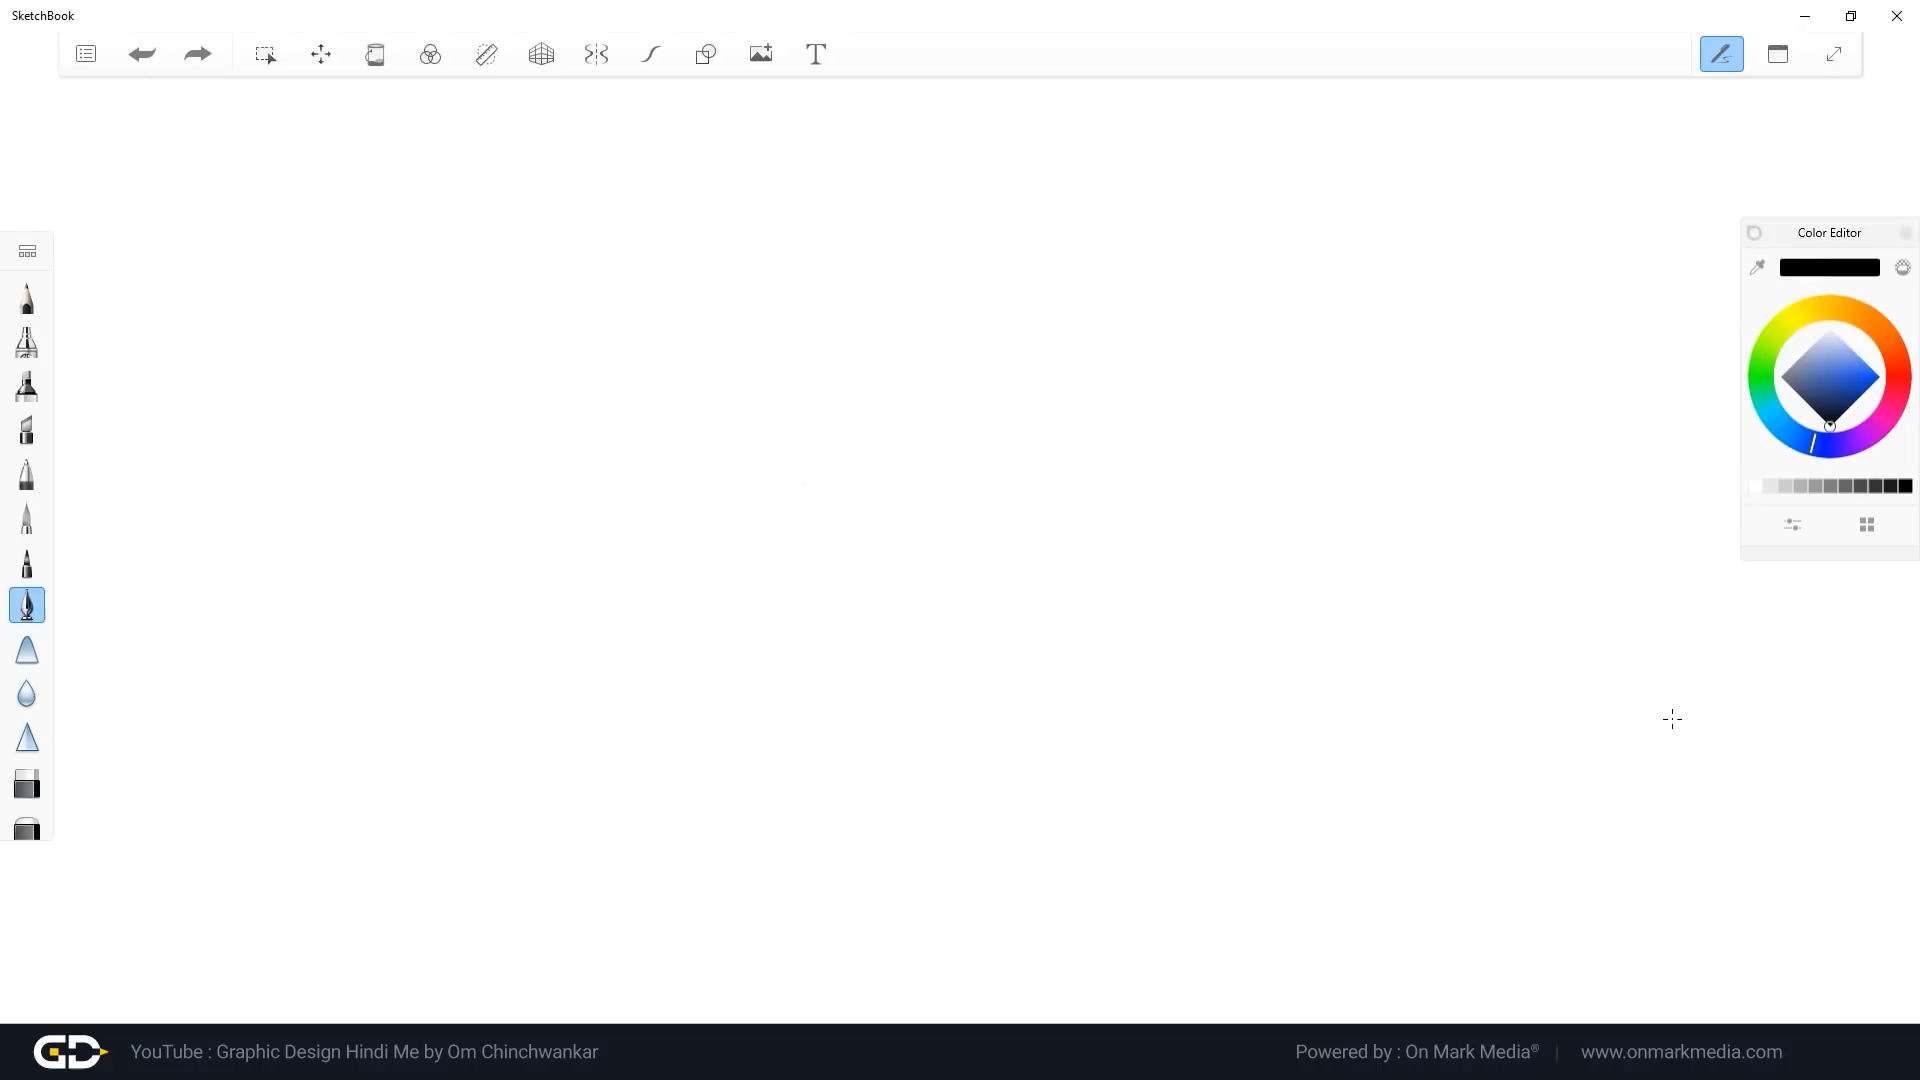 SketchBook
T
Color Editor
GD
YouTube : Graphic Design Hindi Me by Om Chinchwankar
Powered by : On Mark Media® | www.onmarkmedia.com